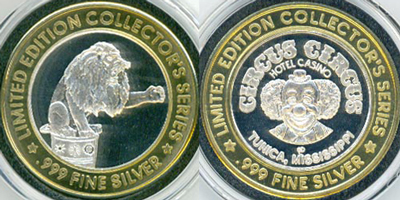 LIMITED EDITION COLLECTOR'S SERIES
.999 FINE SILVER
LIMITED EDITION COLLECTOR'S SERIES
CIRCUS CIRCUS
HOTEL CASINO
TUNICA, MISSISSIPPI
.999 FINE SILVER